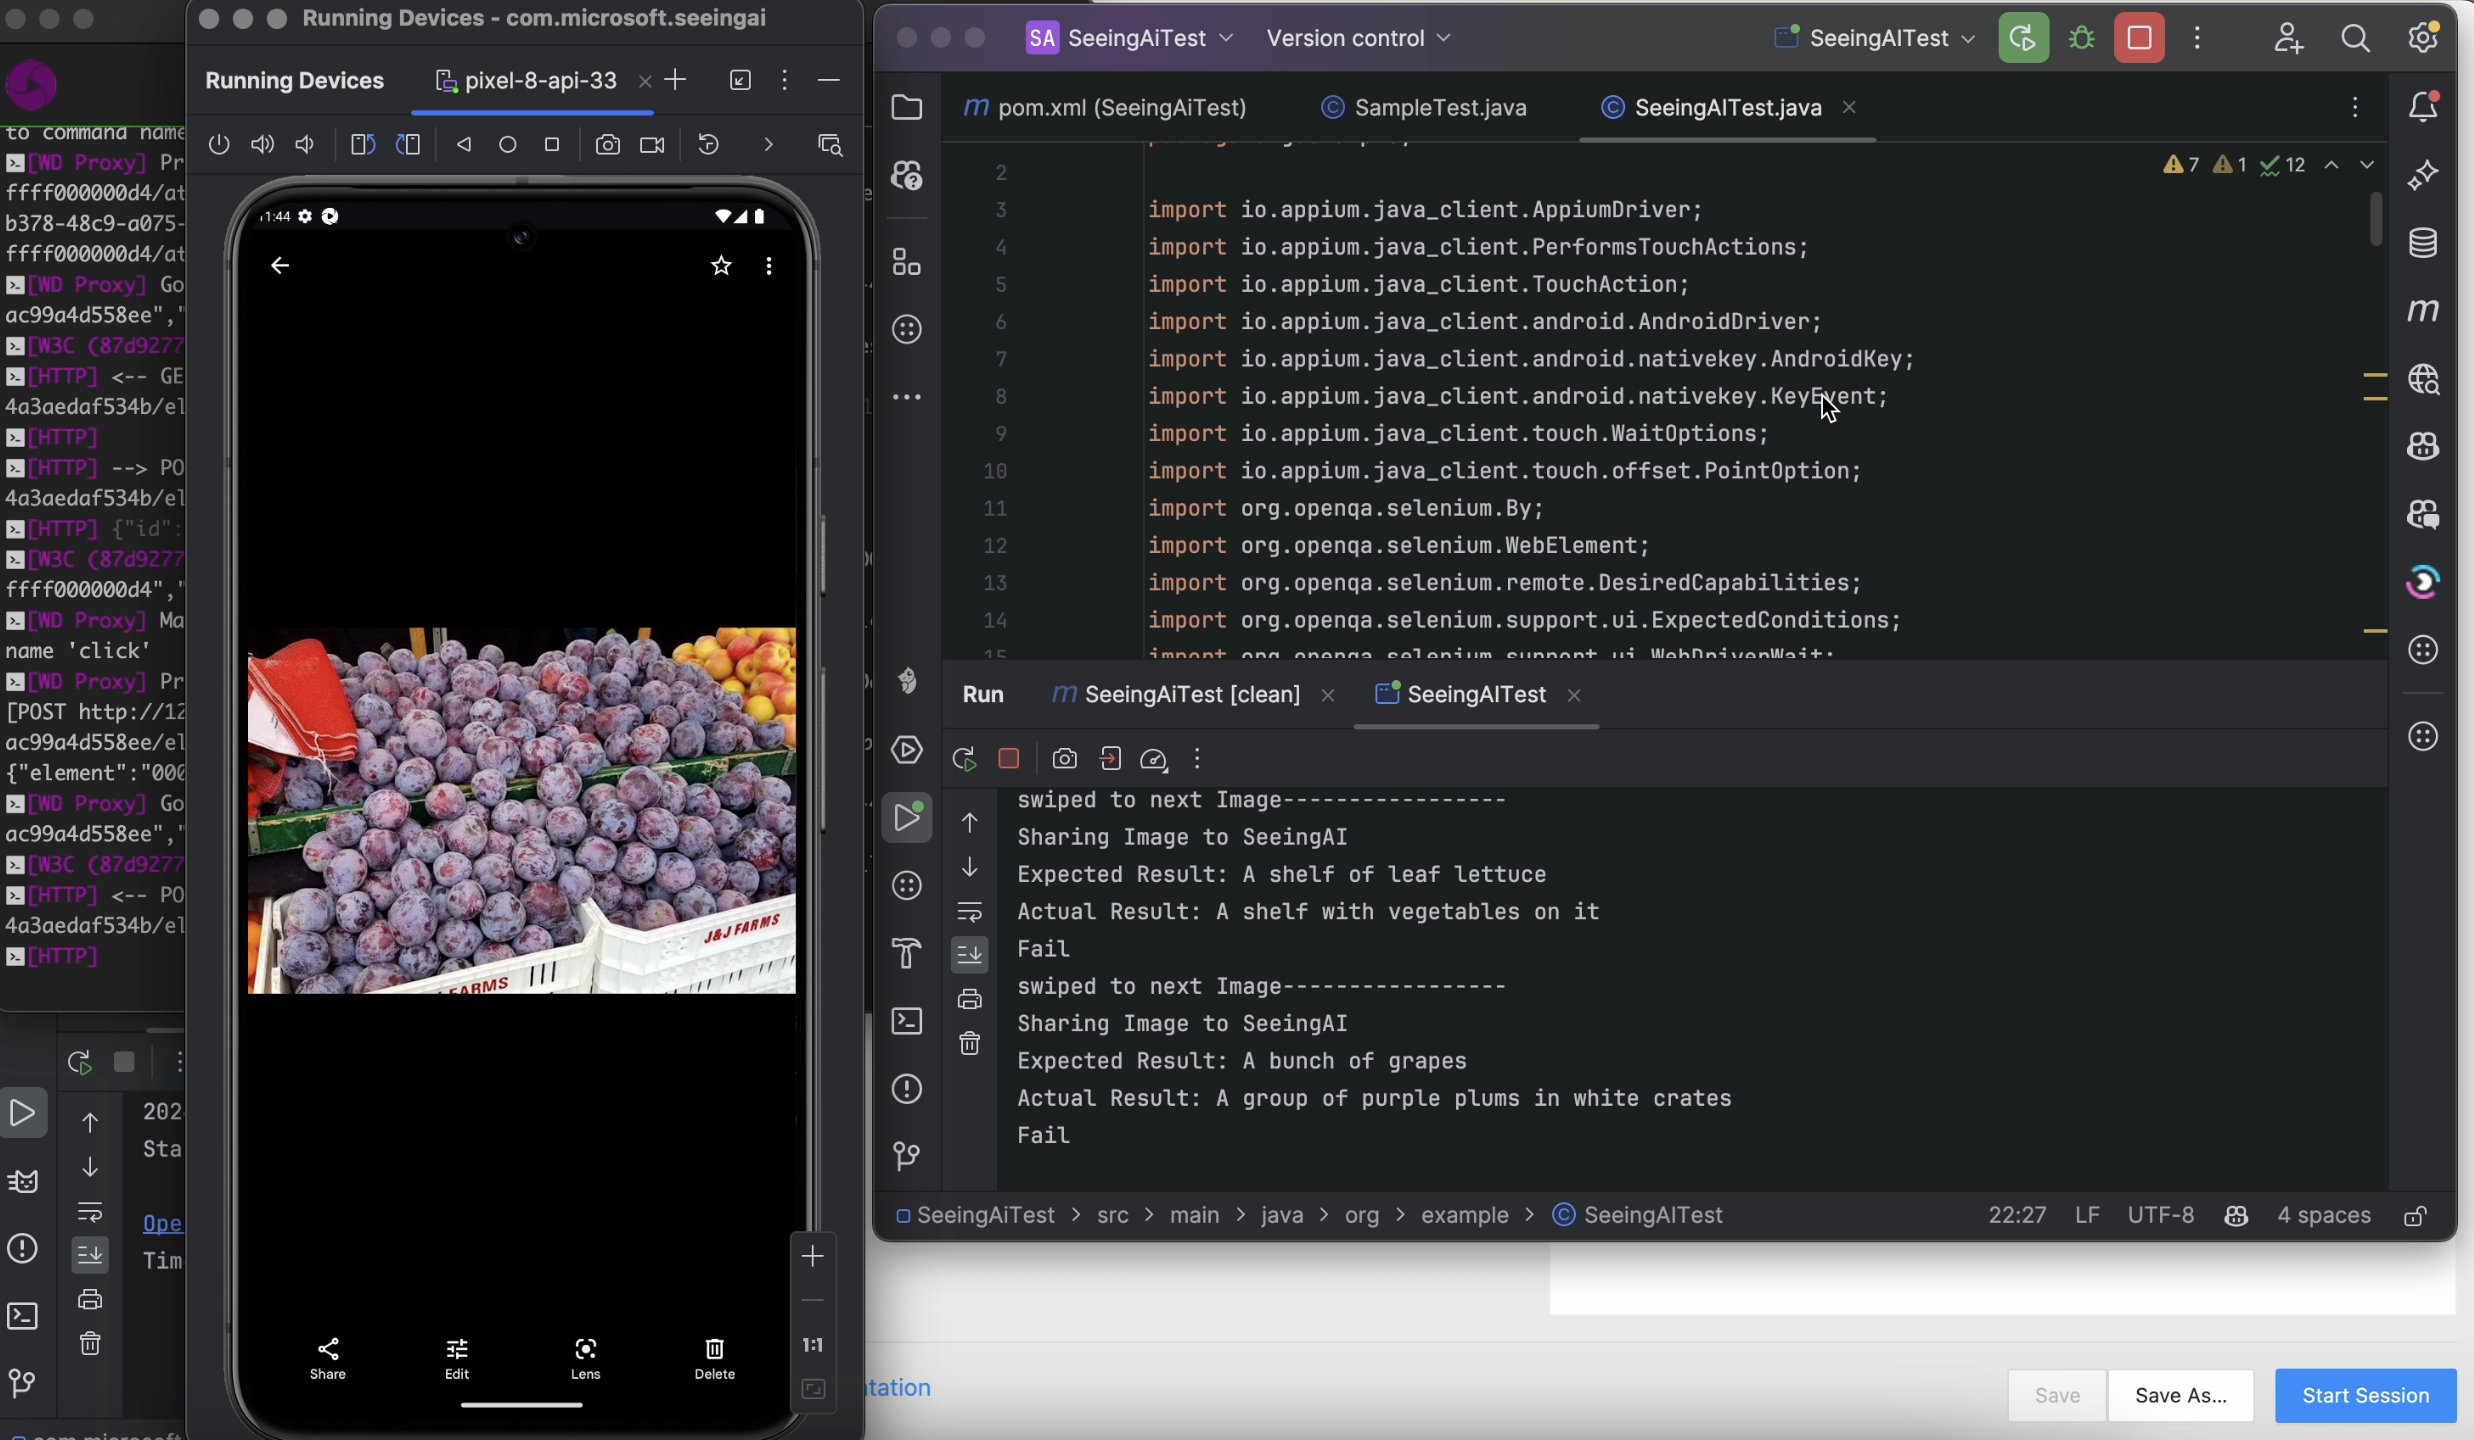 to command name
[WD Proxy] Pr
ffff000000d4/at
b378-48c9-a075-
ffff000000d4/at
[WD Proxy] Go
ac99a4d558ee","
[W3C (87d9277
[HTTP] <-- GE
4a3aedaf534b/el
[HTTP]
[HTTP] --> PO
4a3aedaf534b/el
[HTTP] {"id":
[W3C (87d9277
ffff000000d4","
[WD Proxy] Ma
name 'click'
[WD Proxy] Pr
[POST http://12
ac99a4d558ee/el
{"element":"000
[WD Proxy] Go
ac99a4d558ee","
[W3C (87d9277
[HTTP] <-- PO
4a3aedaf534b/el
[HTTP]
202
Sta
Ope
Tim
Running Devices - com.microsoft.seeingai
Running Devices
pixel-8-api-33
11:44
J&J FARMS
FARMS
Share
Edit
Lens
Delete
1:1
SA SeeingAiTest
Version control
SeeingAITest
pom.xml (SeeingAiTest)
SampleTest.java
SeeingAITest.java
7 1 12
2
3 import io.appium.java_client.AppiumDriver;
4 import io.appium.java_client.PerformsTouchActions;
5 import io.appium.java_client.TouchAction;
6 import io.appium.java_client.android.AndroidDriver;
7 import io.appium.java_client.android.nativekey.AndroidKey;
8 import io.appium.java_client.android.nativekey.KeyEvent;
9 import io.appium.java_client.touch.WaitOptions;
10 import io.appium.java_client.touch.offset.PointOption;
11 import org.openqa.selenium.By;
12 import org.openqa.selenium.WebElement;
13 import org.openqa.selenium.remote.DesiredCapabilities;
14 import org.openqa.selenium.support.ui.ExpectedConditions;
15 import org.openqa.selenium.support.ui.WebDriverWait;
Run
SeeingAiTest [clean]
SeeingAITest
swiped to next Image-----------------
Sharing Image to SeeingAI
Expected Result: A shelf of leaf lettuce
Actual Result: A shelf with vegetables on it
Fail
swiped to next Image-----------------
Sharing Image to SeeingAI
Expected Result: A bunch of grapes
Actual Result: A group of purple plums in white crates
Fail
SeeingAiTest > src > main > java > org > example > SeeingAITest
22:27 LF UTF-8 4 spaces
tation
Save
Save As...
Start Session